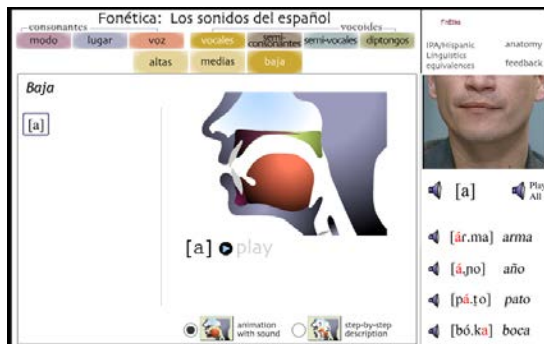 Fonética: Los sonidos del español
consonantes
vocoides
modo
lugar
voz
vocales
semi-consonantes
semi-vocales
diptongos
altas
medias
baja
fonētiks
IPA/Hispanic
Linguistics
equivalences
anatomy
feedback
Baja
[a]
[a] play
animation
with sound
step-by-step
description
[a]
Play
All
[ár.ma] arma
[á.ɲo] año
[pá.t̪o] pato
[bó.ka] boca